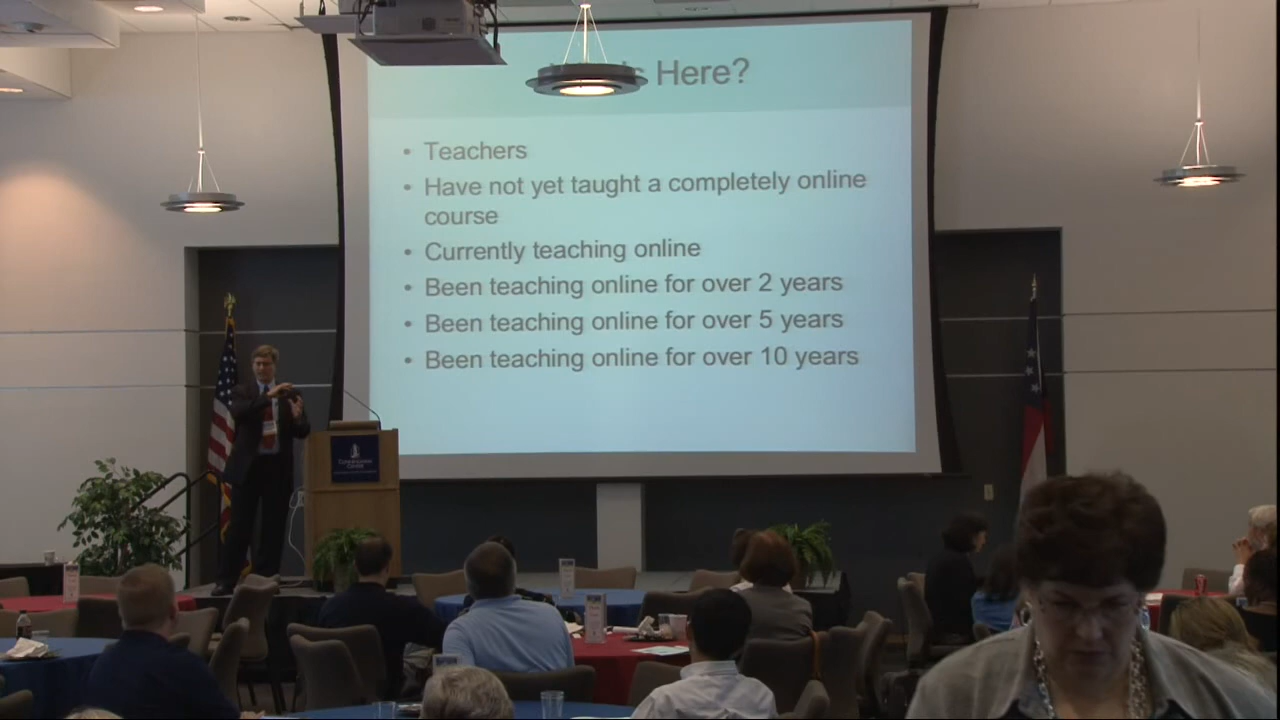 Here?
• Teachers
• Have not yet taught a completely online
course
• Currently teaching online
• Been teaching online for over 2 years
• Been teaching online for over 5 years
• Been teaching online for over 10 years